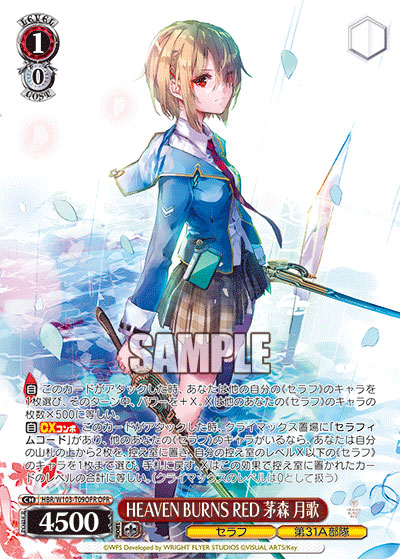 LEVEL
1
0
COST
SAMPLE
自 このカードがアタックした時、あなたは他の自分の《セラフ》のキャラを
1枚選び、そのターン中、パワーを＋X。Xは他のあなたの《セラフ》のキャラの
枚数×500に等しい。
自 CXコンボ このカードがアタックした時、クライマックス置場に「セラフィ
ムコード」があり、他のあなたの《セラフ》のキャラがいるなら、あなたは自分
の山札の上から2枚を、控え室に置き、自分の控え室のレベルX以下の《セラフ》
のキャラを1枚まで選び、手札に戻す。Xはこの効果で控え室に置かれたカー
ドのレベルの合計に等しい。（クライマックスのレベルは0として扱う）
CH HBR/W103-T09OFR OFR
POWER
4500
HEAVEN BURNS RED 茅森 月歌
セラフ
第31A部隊
©WFS Developed by WRIGHT FLYER STUDIOS ©VISUAL ARTS/Key